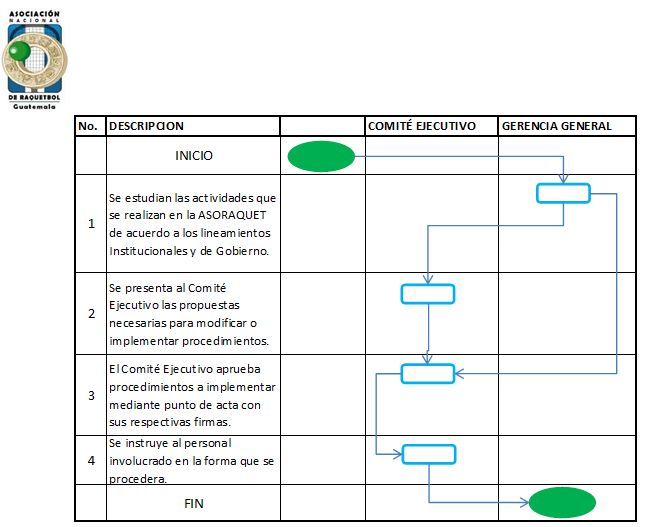 ASOCIACIÓN
NACIONAL
DE RAQUETBOL
Guatemala
No. DESCRIPCION COMITÉ EJECUTIVO GERENCIA GENERAL
INICIO
1
Se estudian las actividades que
se realizan en la ASORAQUET
de acuerdo a los lineamientos
Institucionales y de Gobierno.
2
Se presenta al Comité
Ejecutivo las propuestas
necesarias para modificar o
implementar procedimientos.
3
El Comité Ejecutivo aprueba
procedimientos a implementar
mediante punto de acta con
sus respectivas firmas.
4
Se instruye al personal
involucrado en la forma que se
procedera.
FIN